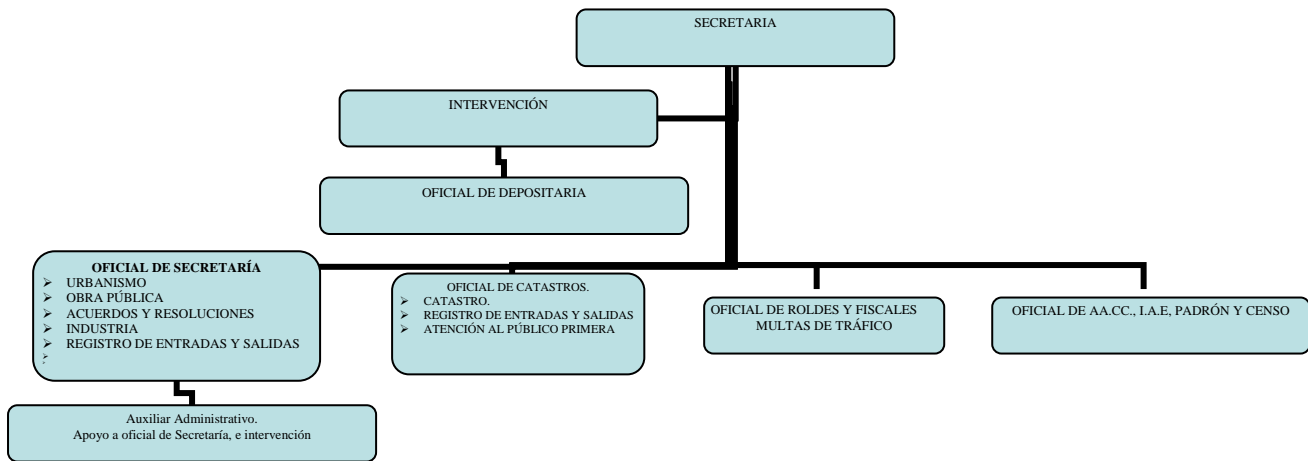 SECRETARIA
INTERVENCIÓN
OFICIAL DE DEPOSITARIA
OFICIAL DE SECRETARÍA
➢ URBANISMO
➢ OBRA PÚBLICA
➢ ACUERDOS Y RESOLUCIONES
➢ INDUSTRIA
➢ REGISTRO DE ENTRADAS Y SALIDAS
OFICIAL DE CATASTROS.
➢ CATASTRO.
➢ REGISTRO DE ENTRADAS Y SALIDAS
➢ ATENCIÓN AL PÚBLICO PRIMERA
OFICIAL DE ROLDES Y FISCALES
MULTAS DE TRÁFICO
OFICIAL DE AA.CC., I.A.E, PADRÓN Y CENSO
Auxiliar Administrativo.
Apoyo a oficial de Secretaría, e intervención